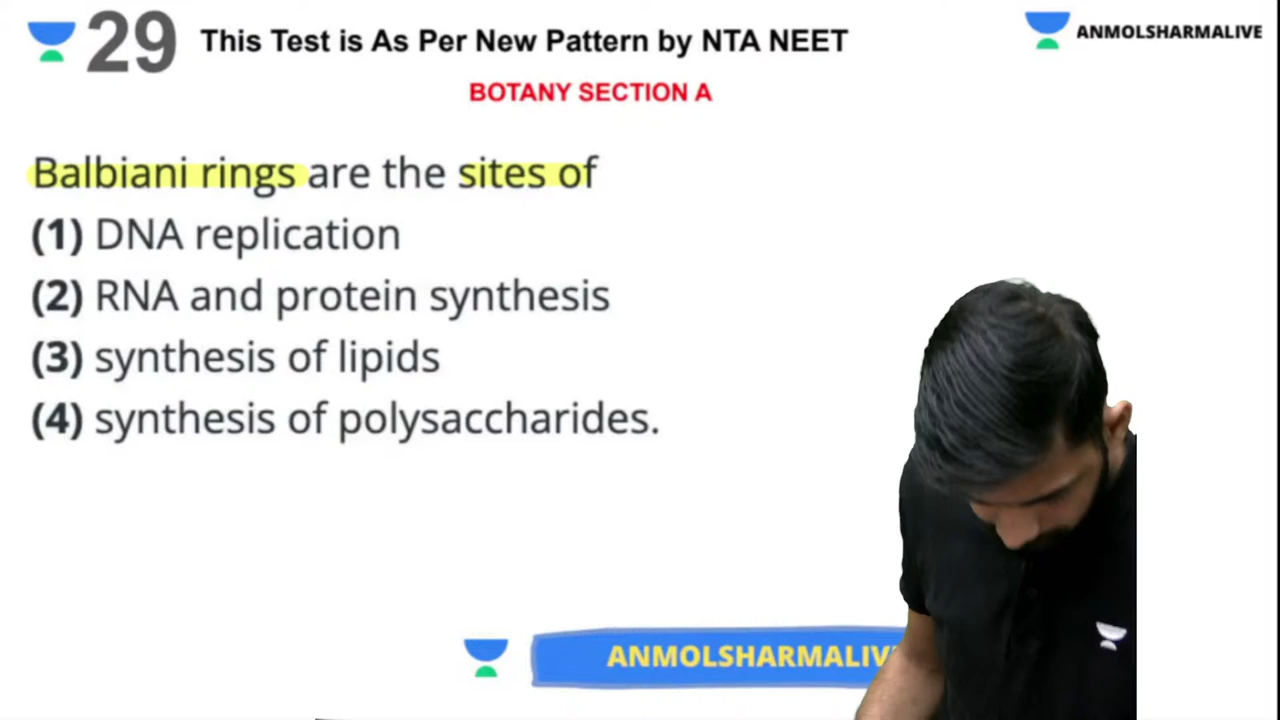 29 This Test is As Per New Pattern by NTA NEET ANMOLSHARMALIVE
BOTANY SECTION A
Balbiani rings are the sites of
(1) DNA replication
(2) RNA and protein synthesis
(3) synthesis of lipids
(4) synthesis of polysaccharides.
ANMOLSHARMALIV